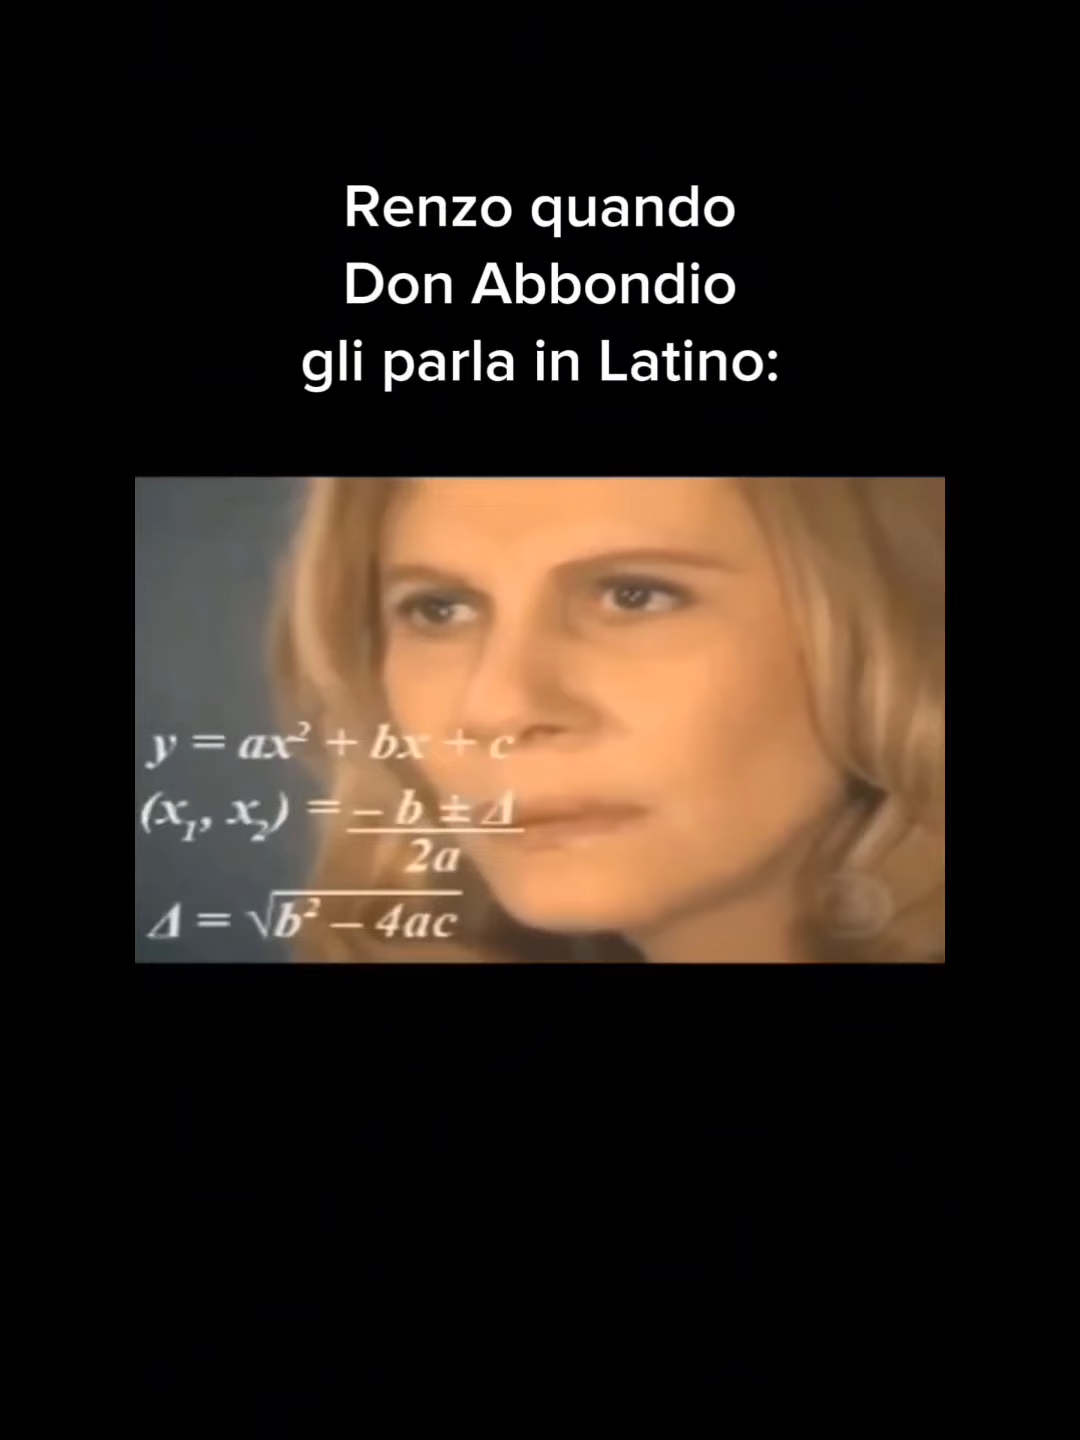 Renzo quando
Don Abbondio
gli parla in Latino:
y = ax² + bx + c
(x₁, x₂) = -b ± Δ
2a
Δ = √b² - 4ac